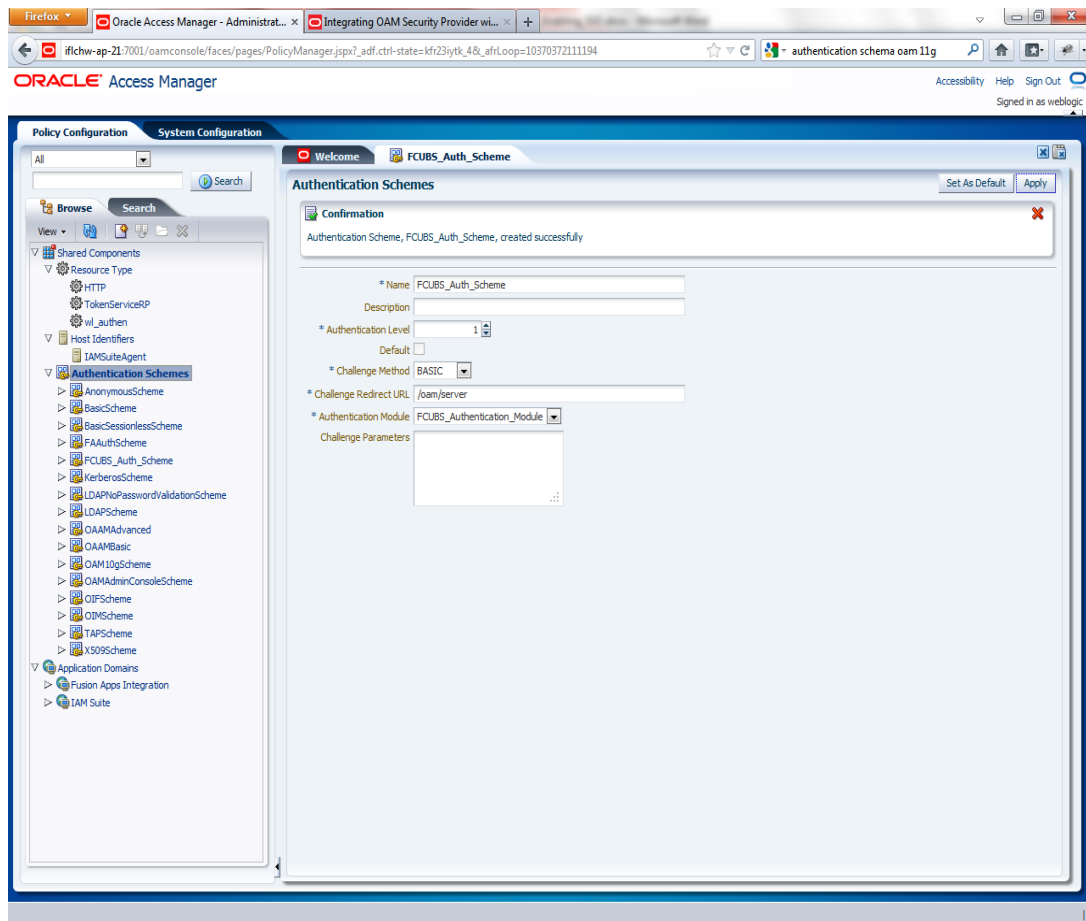 Firefox
Oracle Access Manager - Administrat... ×
Integrating OAM Security Provider wi... × +
iflchw-ap-21:7001/oamconsole/faces/pages/PolicyManager.jspx?_adf.ctrl-state=kfr23iytk_4&_afrLoop=10370372111194
authentication schema oam 11g
ORACLE Access Manager
Accessibility Help Sign Out
Signed in as weblogic
Policy Configuration System Configuration
All
Search
Browse Search
View
Shared Components
Resource Type
HTTP
TokenServiceRP
wl_authen
Host Identifiers
IAMSuiteAgent
Authentication Schemes
AnonymousScheme
BasicScheme
BasicSessionlessScheme
FAAuthScheme
FCUBS_Auth_Scheme
KerberosScheme
LDAPNoPasswordValidationScheme
LDAPScheme
OAAMAdvanced
OAAMBasic
OAM10gScheme
OAMAdminConsoleScheme
OIFScheme
OIMScheme
TAPScheme
X509Scheme
Application Domains
Fusion Apps Integration
IAM Suite
Welcome FCUBS_Auth_Scheme
Authentication Schemes
Set As Default Apply
Confirmation
Authentication Scheme, FCUBS_Auth_Scheme, created successfully
* Name FCUBS_Auth_Scheme
Description
* Authentication Level 1
Default
* Challenge Method BASIC
* Challenge Redirect URL /oam/server
* Authentication Module FCUBS_Authentication_Module
Challenge Parameters